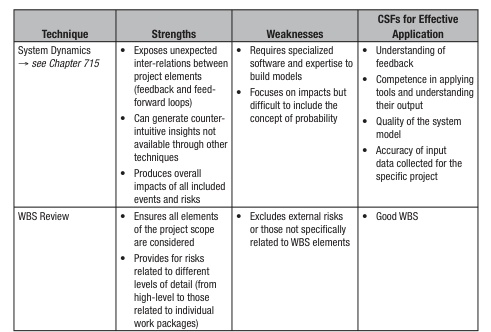 Technique
Strengths
Weaknesses
CSFs for Effective
Application
System Dynamics
→ see Chapter 715
• Exposes unexpected
inter-relations between
project elements
(feedback and feed-
forward loops)
• Can generate counter-
intuitive insights not
available through other
techniques
• Produces overall
impacts of all included
events and risks
• Requires specialized
software and expertise to
build models
• Focuses on impacts but
difficult to include the
concept of probability
• Understanding of
feedback
• Competence in applying
tools and understanding
their output
• Quality of the system
model
• Accuracy of input
data collected for the
specific project
WBS Review
• Ensures all elements
of the project scope
are considered
• Provides for risks
related to different
levels of detail (from
high-level to those
related to individual
work packages)
• Excludes external risks
or those not specifically
related to WBS elements
• Good WBS